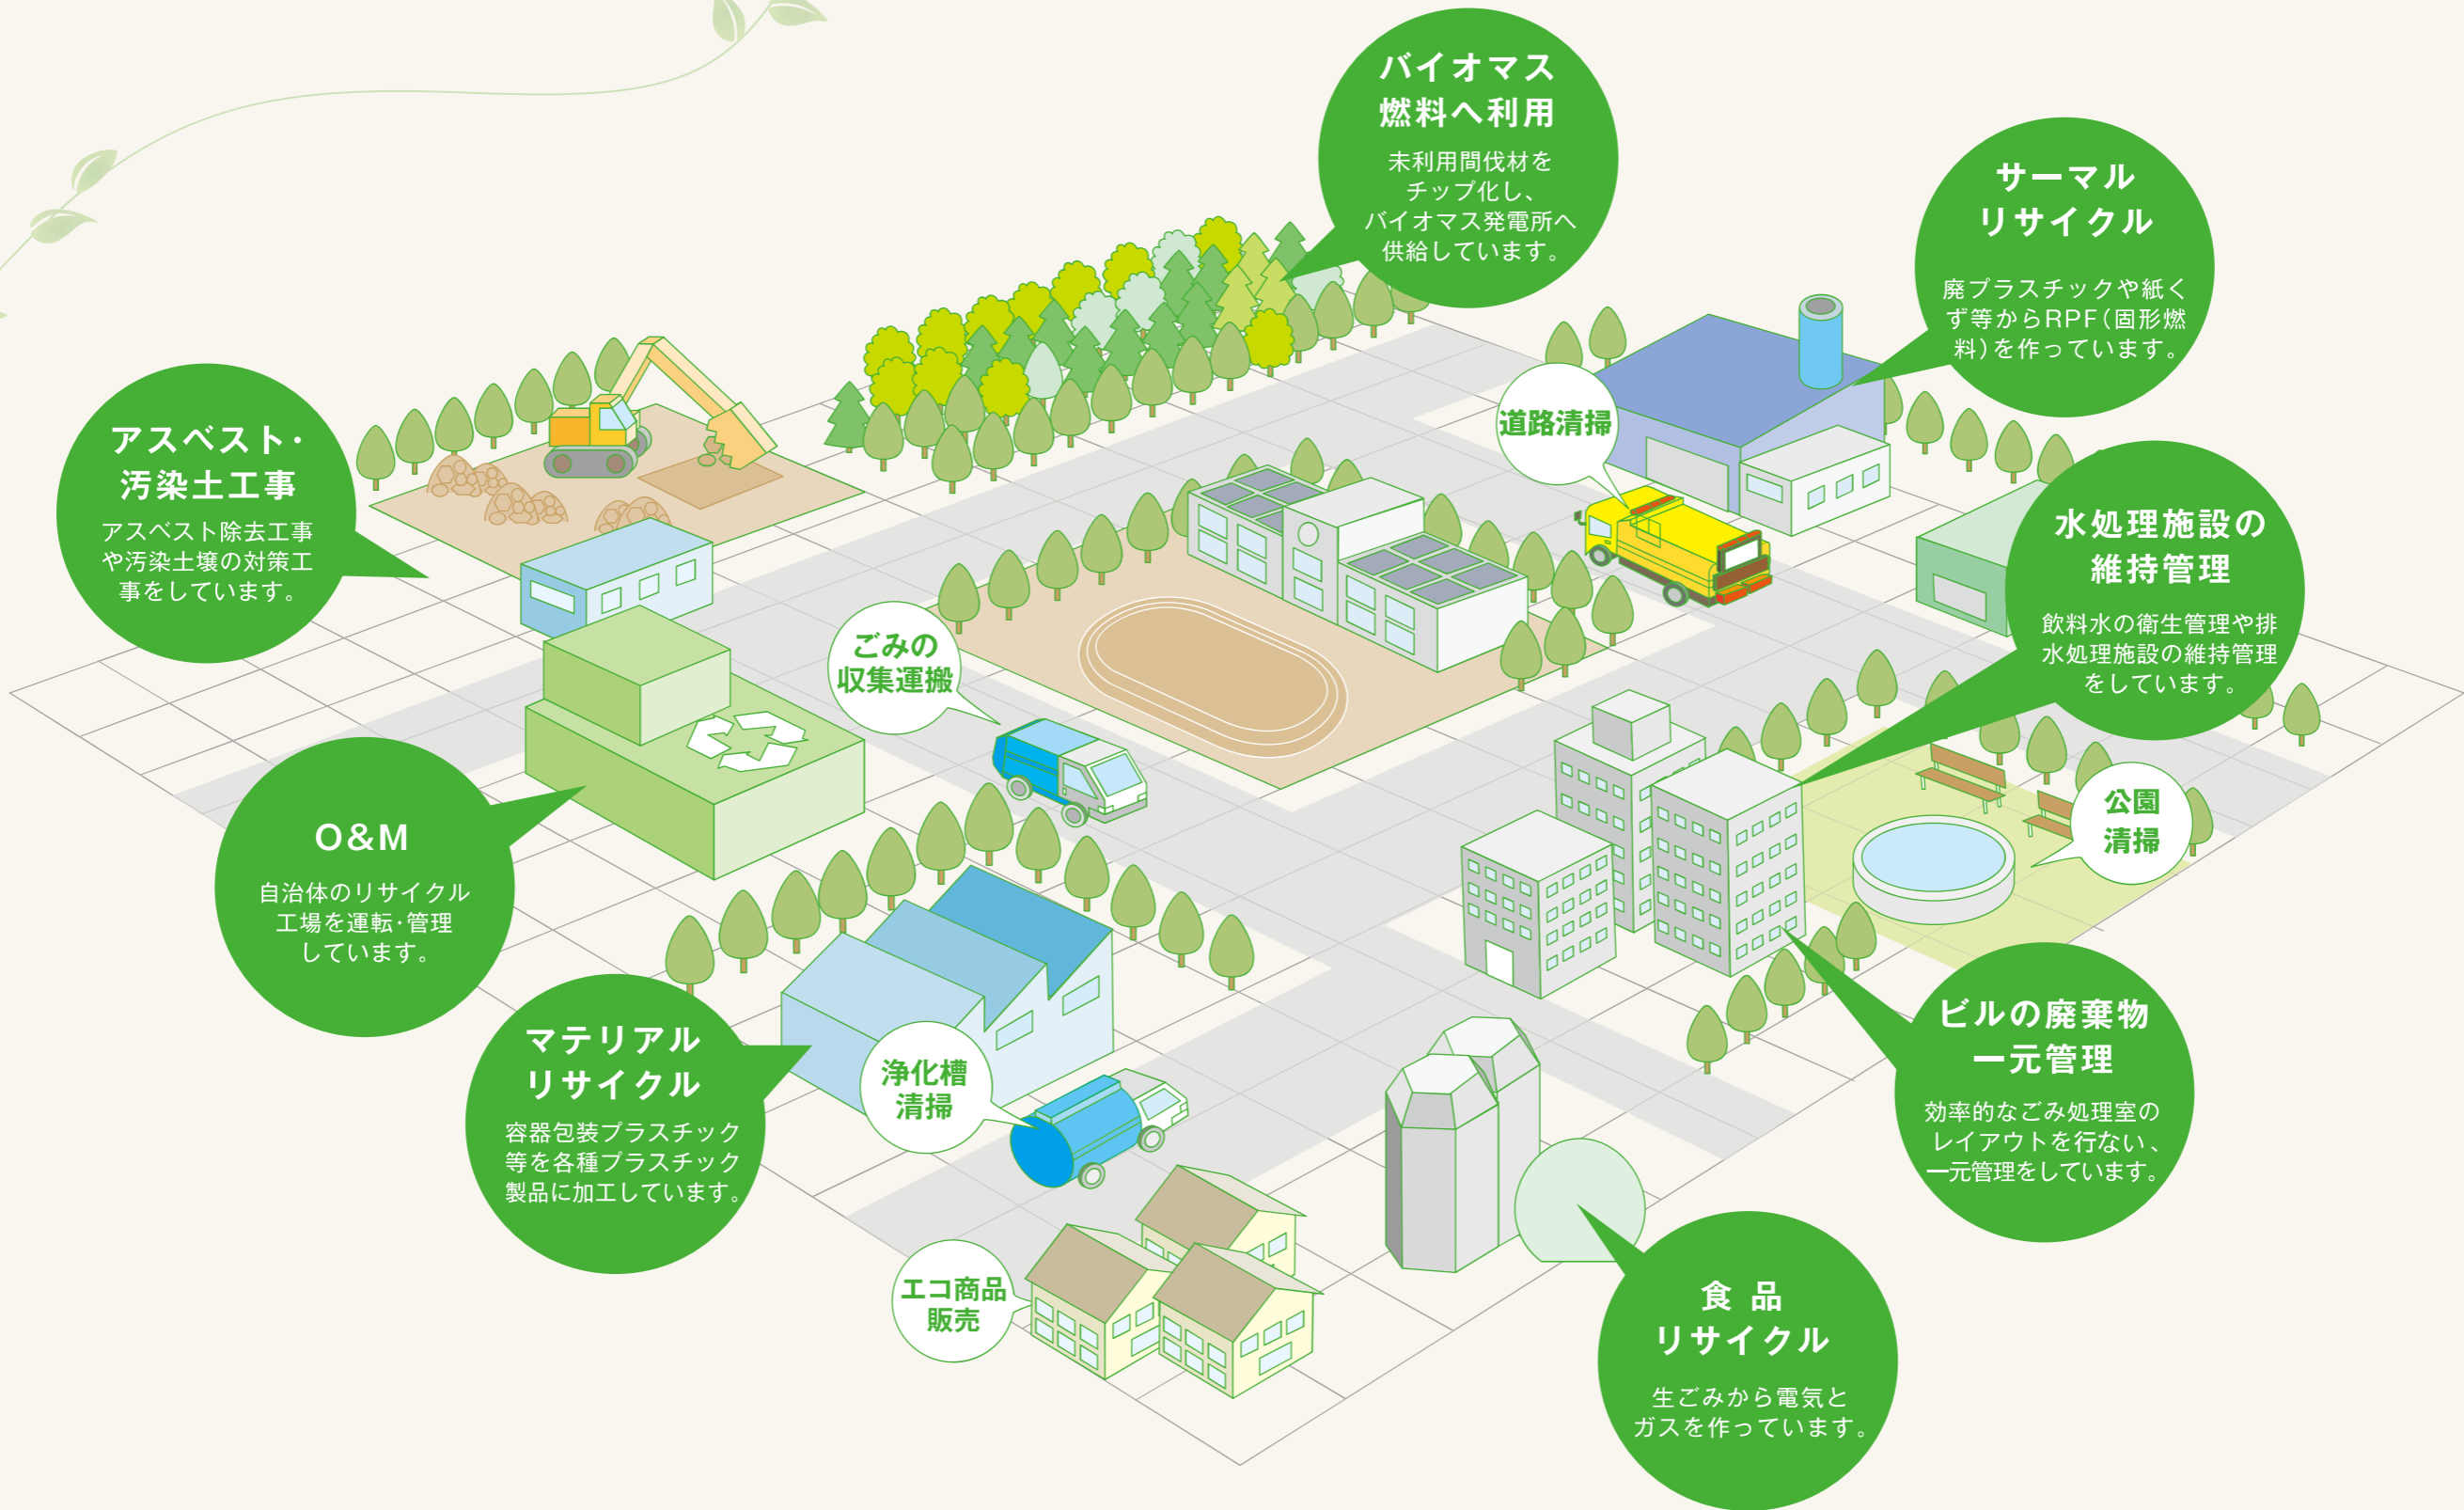 バイオマス
燃料へ利用
未利用間伐材を
チップ化し、
バイオマス発電所へ
供給しています。
サーマル
リサイクル
廃プラスチックや紙く
ず等からRPF(固形燃
料)を作っています。
道路清掃
アスベスト・
汚染土工事
アスベスト除去工事
や汚染土壌の対策工
事をしています。
水処理施設の
維持管理
飲料水の衛生管理や排
水処理施設の維持管理
をしています。
ごみの
収集運搬
公園
清掃
O&M
自治体のリサイクル
工場を運転・管理
しています。
マテリアル
リサイクル
容器包装プラスチック
等を各種プラスチック
製品に加工しています。
浄化槽
清掃
ビルの廃棄物
一元管理
効率的なごみ処理室の
レイアウトを行ない、
一元管理をしています。
エコ商品
販売
食品
リサイクル
生ごみから電気と
ガスを作っています。